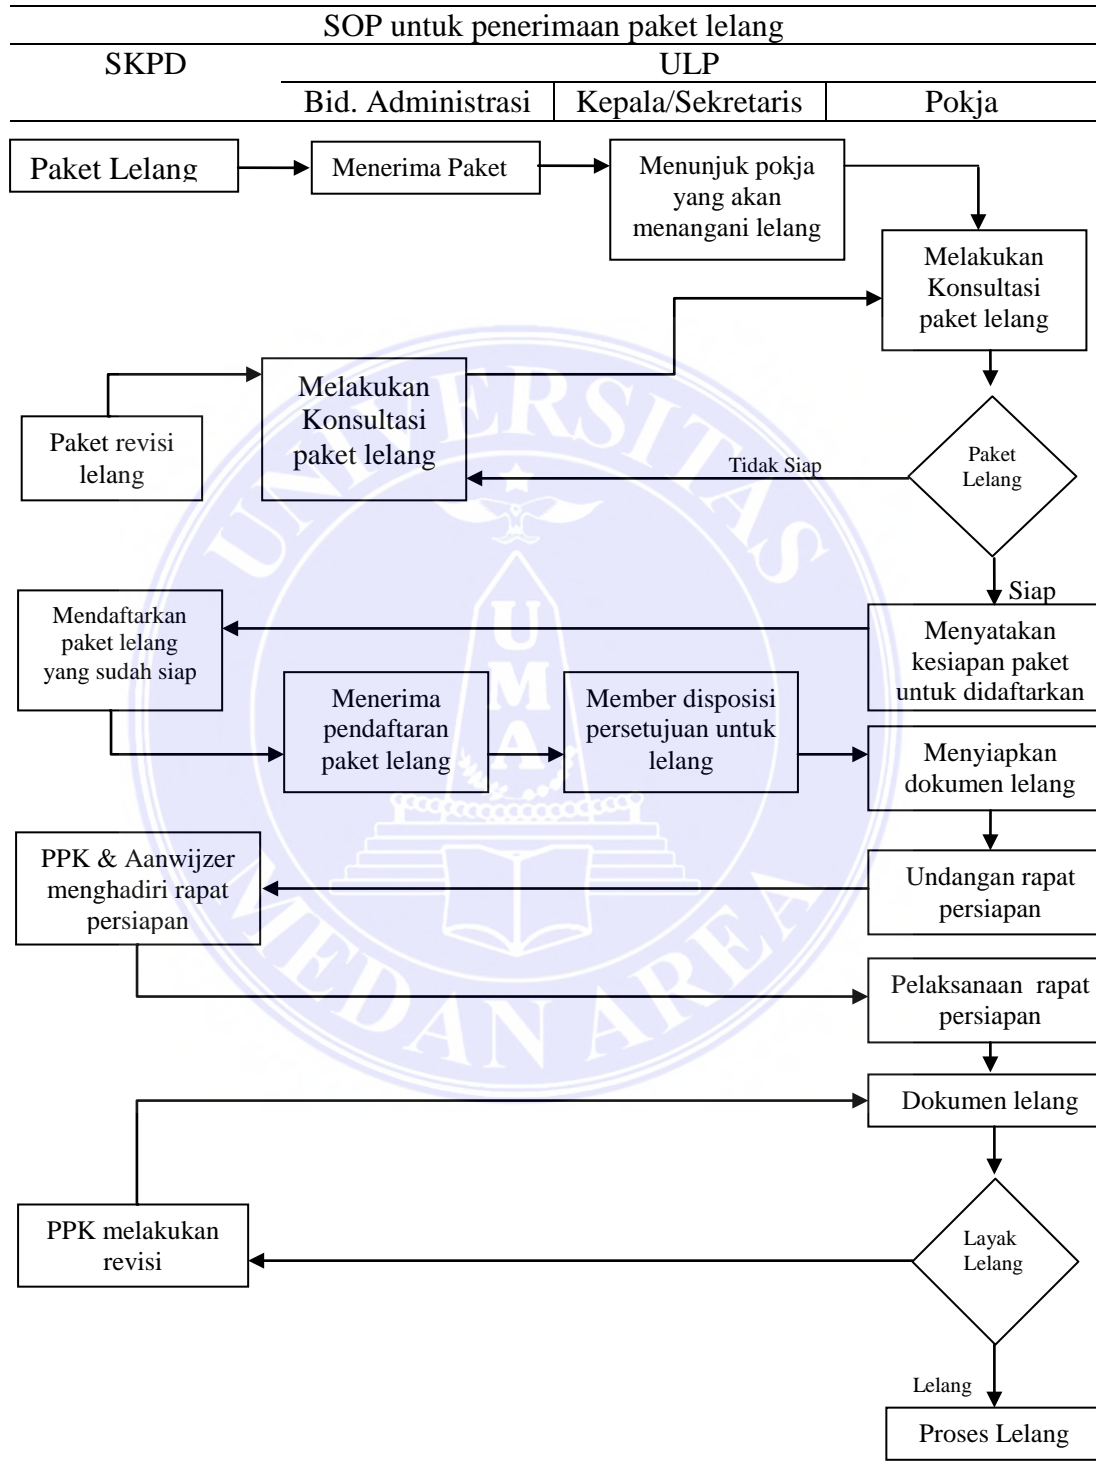 SOP untuk penerimaan paket lelang
SKPD
ULP
Bid. Administrasi
Kepala/Sekretaris
Pokja
Paket Lelang
Menerima Paket
Menunjuk pokja
yang akan
menangani lelang
Melakukan
Konsultasi
paket lelang
Melakukan
Konsultasi
paket lelang
Paket revisi
lelang
Tidak Siap
Paket
Lelang
Siap
Mendaftarkan
paket lelang
yang sudah siap
Menyatakan
kesiapan paket
untuk didaftarkan
Menerima
pendaftaran
paket lelang
Member disposisi
persetujuan untuk
lelang
Menyiapkan
dokumen lelang
PPK & Aanwijzer
menghadiri rapat
persiapan
Undangan rapat
persiapan
Pelaksanaan rapat
persiapan
Dokumen lelang
PPK melakukan
revisi
Layak
Lelang
Lelang
Proses Lelang
UNIVERSITAS
MEDAN AREA
UMA